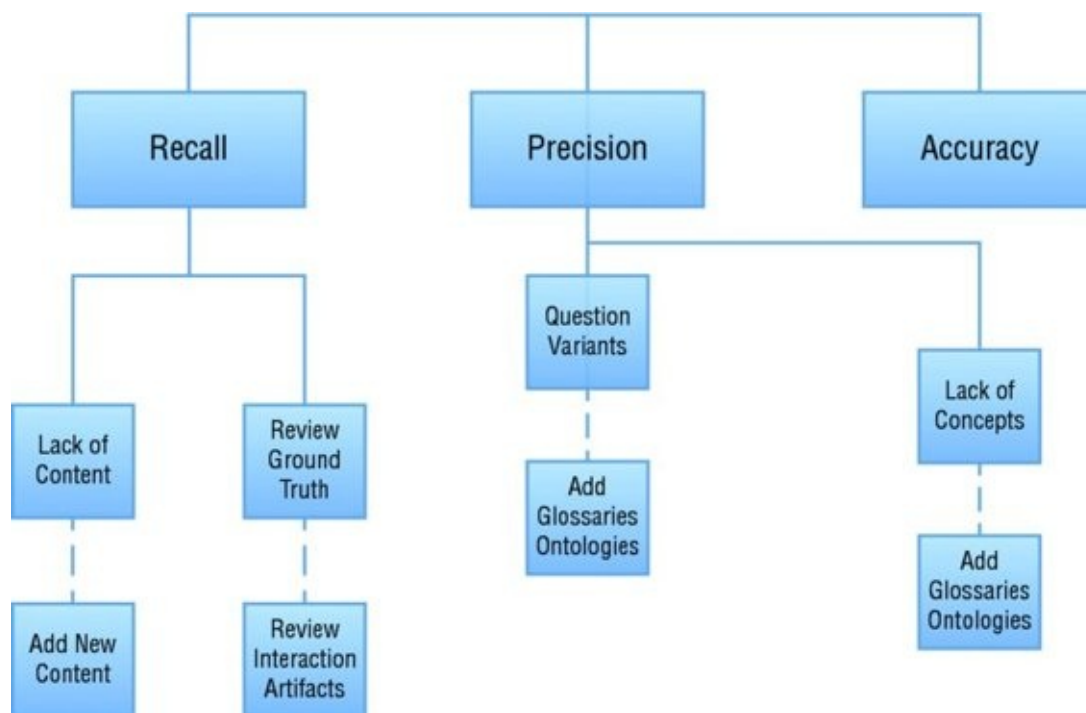 Recall
Precision
Accuracy
Question
Variants
Lack of
Content
Review
Ground
Truth
Lack of
Concepts
Add
Glossaries
Ontologies
Add
Glossaries
Ontologies
Add New
Content
Review
Interaction
Artifacts